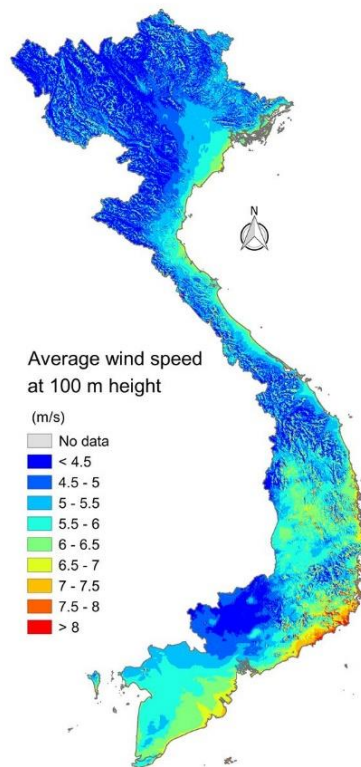 N
Average wind speed
at 100 m height
(m/s)
No data
< 4.5
4.5 - 5
5 - 5.5
5.5 - 6
6 - 6.5
6.5 - 7
7 - 7.5
7.5 - 8
> 8